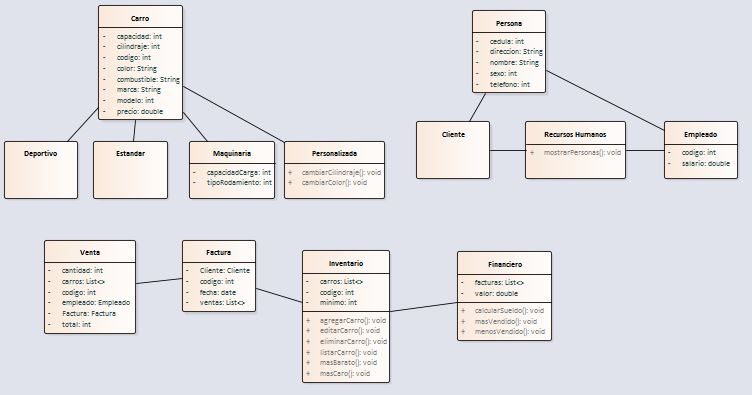 Carro
- capacidad: int
- cilindraje: int
- codigo: int
- color: String
- combustible: String
- marca: String
- modelo: int
- precio: double
Persona
- cedula: int
- direccion: String
- nombre: String
- sexo: int
- telefono: int
Deportivo
Estandar
Maquinaria
- capacidadCarga: int
- tipoRodamiento: int
Personalizada
+ cambiarCilindraje(): void
+ cambiarColor(): void
Cliente
Recursos Humanos
+ mostrarPersonas(): void
Empleado
- codigo: int
- salario: double
Venta
- cantidad: int
- carros: List<>
- codigo: int
- empleado: Empleado
- Factura: Factura
- total: int
Factura
- Cliente: Cliente
- codigo: int
- fecha: date
- ventas: List<>
Inventario
- carros: List<>
- codigo: int
- minimo: int
+ agregarCarro(): void
+ editarCarro(): void
+ eliminarCarro(): void
+ listarCarro(): void
+ masBarato(): void
+ masCaro(): void
Financiero
- facturas: List<>
- valor: double
+ calcularSueldo(): void
+ masVendido(): void
+ menosVendido(): void